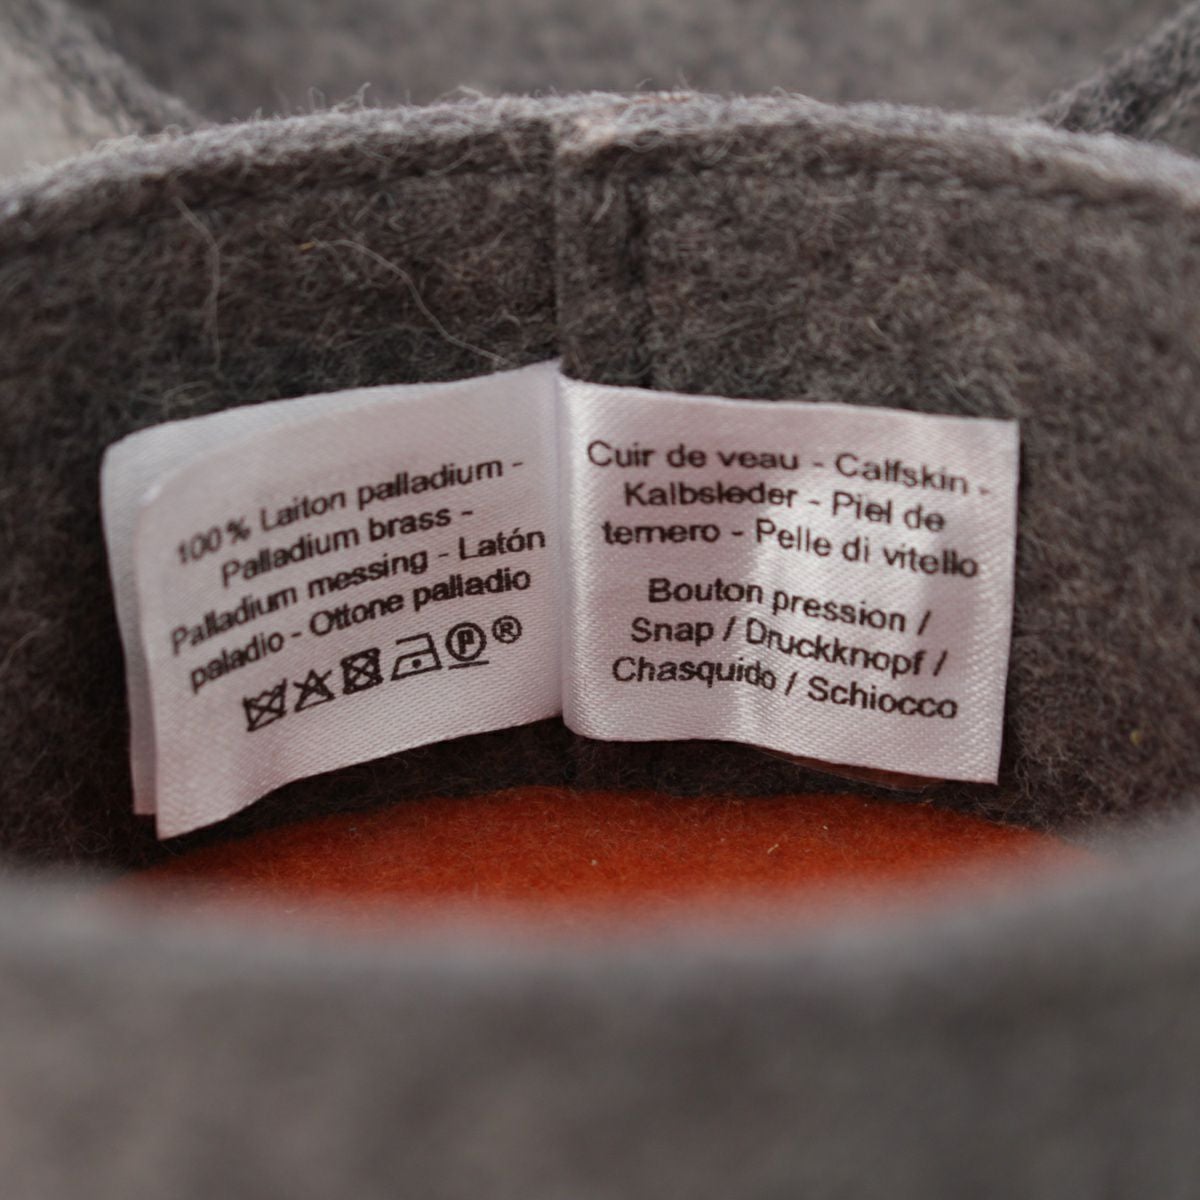 100 % Laiton palladium -
Palladium brass -
Palladium messing - Latón
paladio - Ottone palladio
P ®
Cuir de veau - Calfskin -
Kalbsleder - Piel de
ternero - Pelle di vitello
Bouton pression /
Snap / Druckknopf /
Chasquido / Schiocco